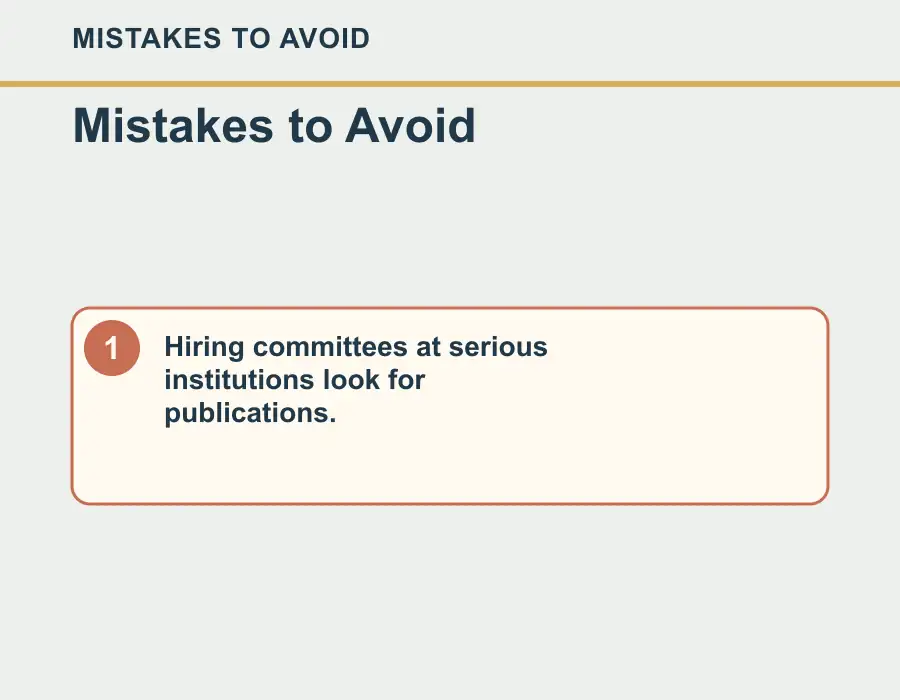 MISTAKES TO AVOID
Mistakes to Avoid
1
Hiring committees at serious
institutions look for
publications.